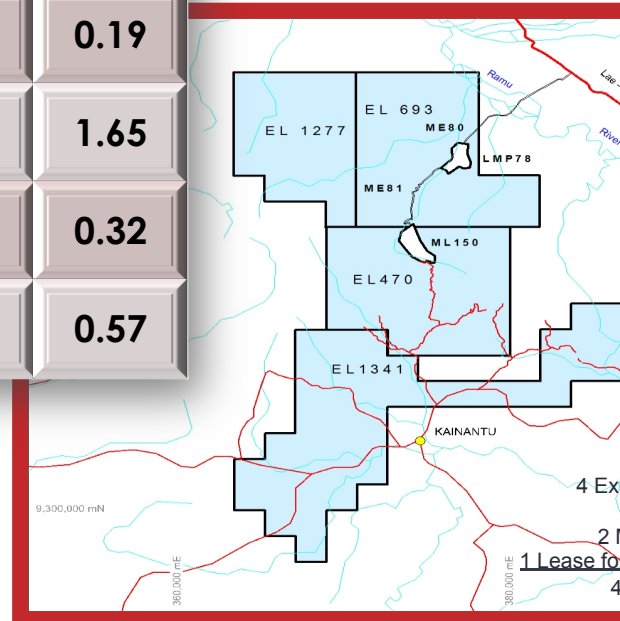 0.19
1.65
0.32
0.57
Ramu
Lae -
River
EL 693
EL 1277
ME80
LMP78
ME81
ML150
EL470
EL1341
KAINANTU
4 Ex
9,300,000 mN
2
1 Lease fo
4
360,000 mE
380,000 mE